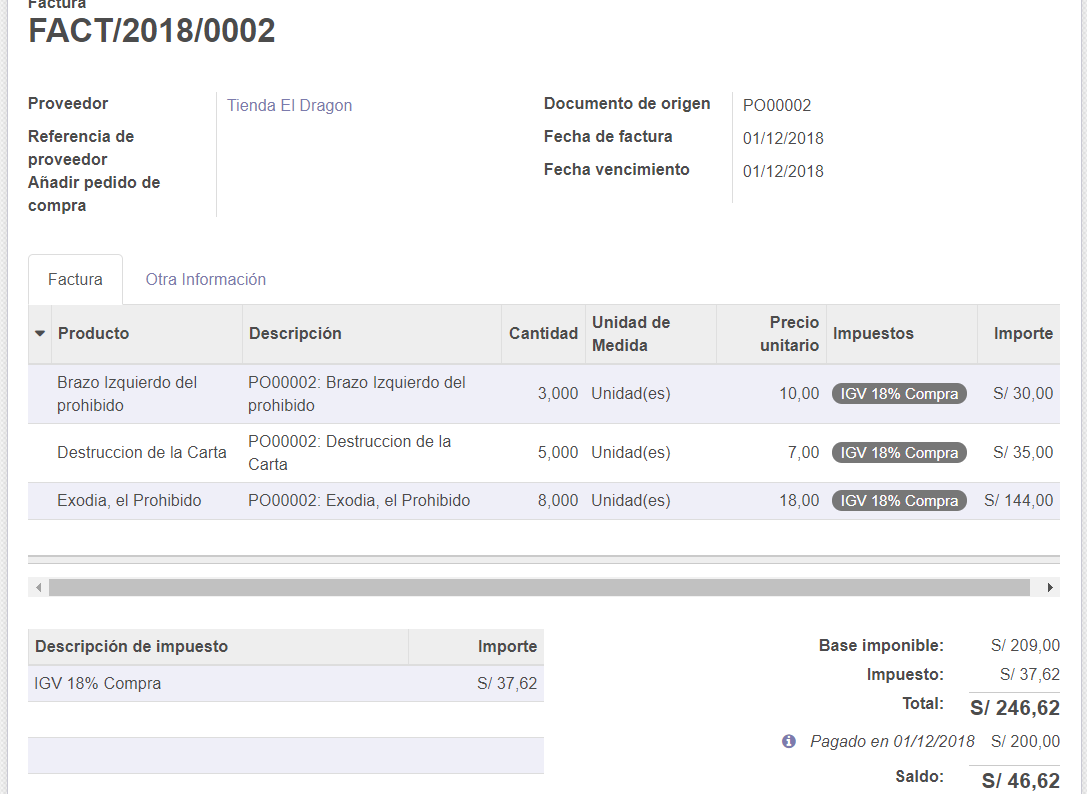 Factura
FACT/2018/0002
Proveedor
Tienda El Dragon
Referencia de
proveedor
Añadir pedido de
compra
Documento de origen
PO00002
Fecha de factura
01/12/2018
Fecha vencimiento
01/12/2018
Factura
Otra Información
Producto
Descripción
Cantidad
Unidad de
Medida
Precio
unitario
Impuestos
Importe
Brazo Izquierdo del
prohibido
PO00002: Brazo Izquierdo del
prohibido
3,000
Unidad(es)
10,00
IGV 18% Compra
S/ 30,00
Destruccion de la Carta
PO00002: Destruccion de la
Carta
5,000
Unidad(es)
7,00
IGV 18% Compra
S/ 35,00
Exodia, el Prohibido
PO00002: Exodia, el Prohibido
8,000
Unidad(es)
18,00
IGV 18% Compra
S/ 144,00
Descripción de impuesto
Importe
IGV 18% Compra
S/ 37,62
Base imponible:
S/ 209,00
Impuesto:
S/ 37,62
Total:
S/ 246,62
Pagado en 01/12/2018
S/ 200,00
Saldo:
S/ 46,62